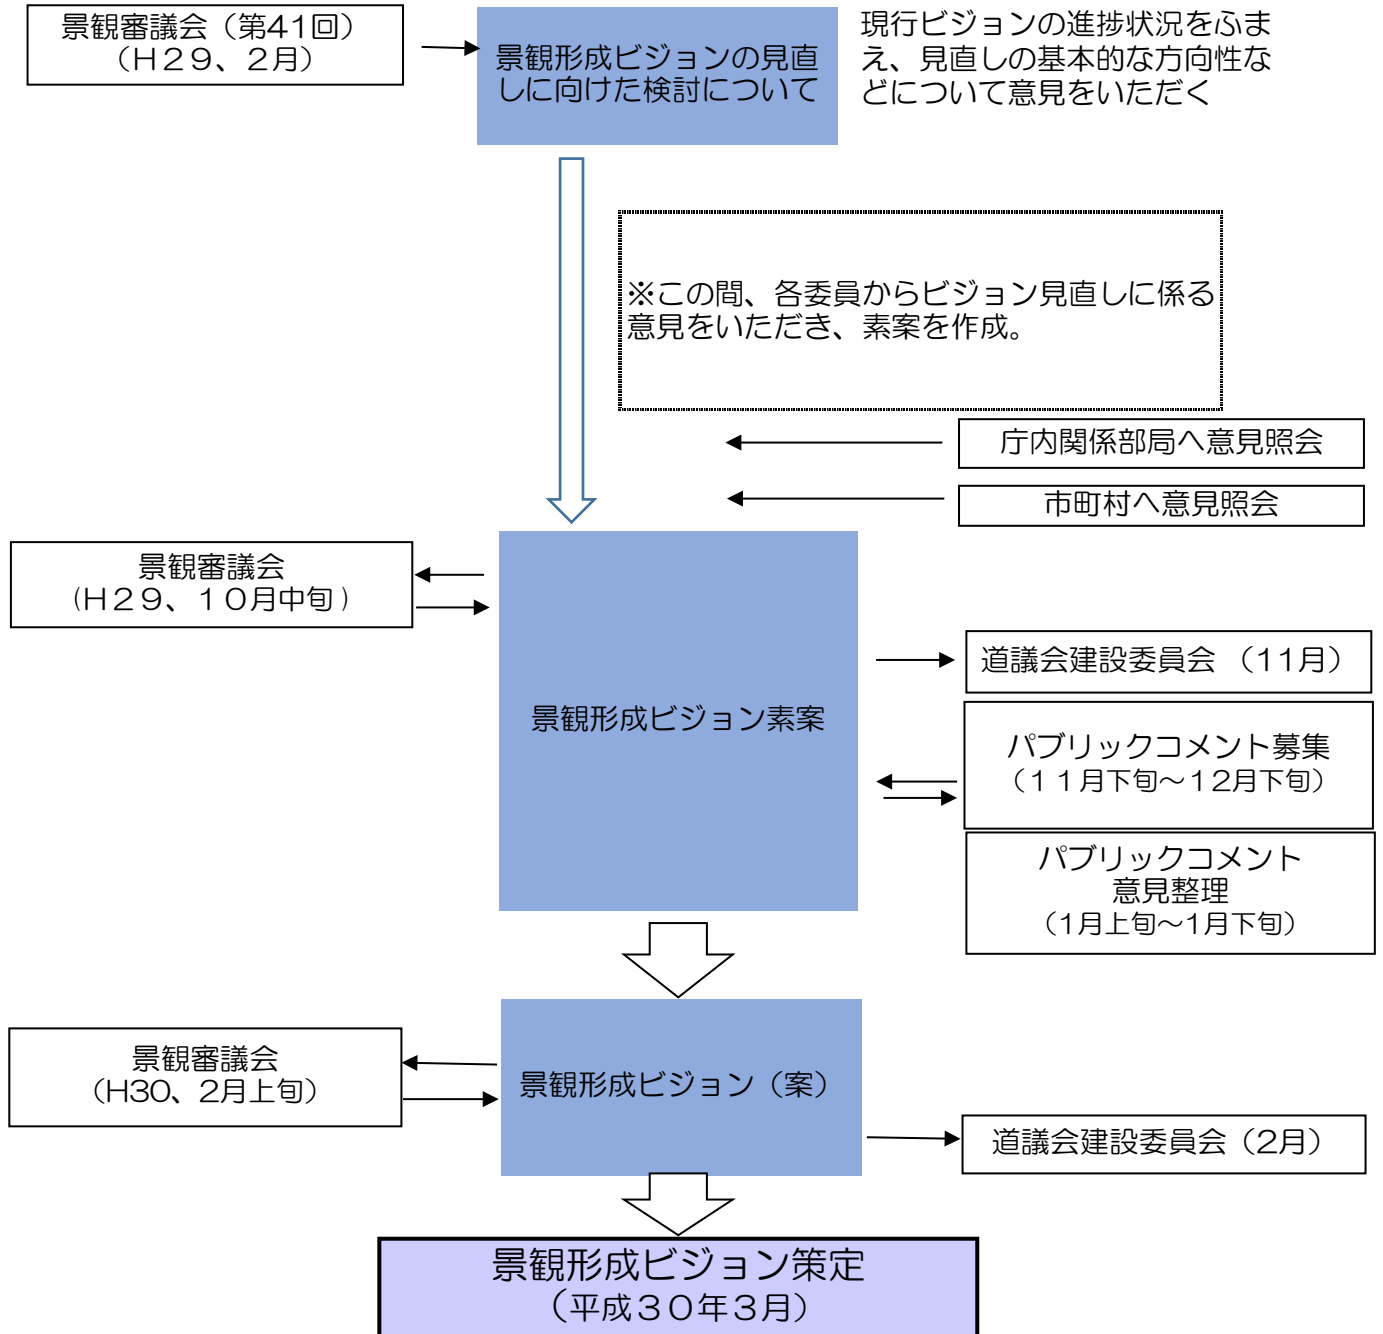 景観審議会（第41回）
（Ｈ２９、２月）
景観形成ビジョンの見直
しに向けた検討について
現行ビジョンの進捗状況をふま
え、見直しの基本的な方向性な
どについて意見をいただく
※この間、各委員からビジョン見直しに係る
意見をいただき、素案を作成。
庁内関係部局へ意見照会
市町村へ意見照会
景観審議会
(Ｈ２９、１０月中旬)
景観形成ビジョン素案
道議会建設委員会 （11月）
パブリックコメント募集
（１１月下旬～１２月下旬）
パブリックコメント
意見整理
（1月上旬～1月下旬）
景観審議会
（H30、2月上旬）
景観形成ビジョン（案）
道議会建設委員会（2月）
景観形成ビジョン策定
（平成３０年３月）